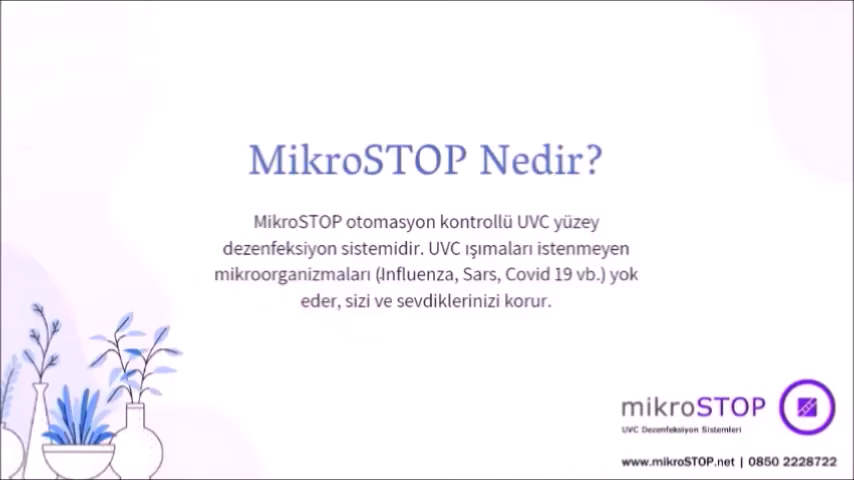 MikroSTOP Nedir?
MikroSTOP otomasyon kontrollü UVC yüzey
dezenfeksiyon sistemidir. UVC ışımaları istenmeyen
mikroorganizmaları (Influenza, Sars, Covid 19 vb.) yok
eder, sizi ve sevdiklerinizi korur.
mikroSTOP
UVC Dezenfeksiyon Sistemleri
www.mikroSTOP.net | 0850 2228722